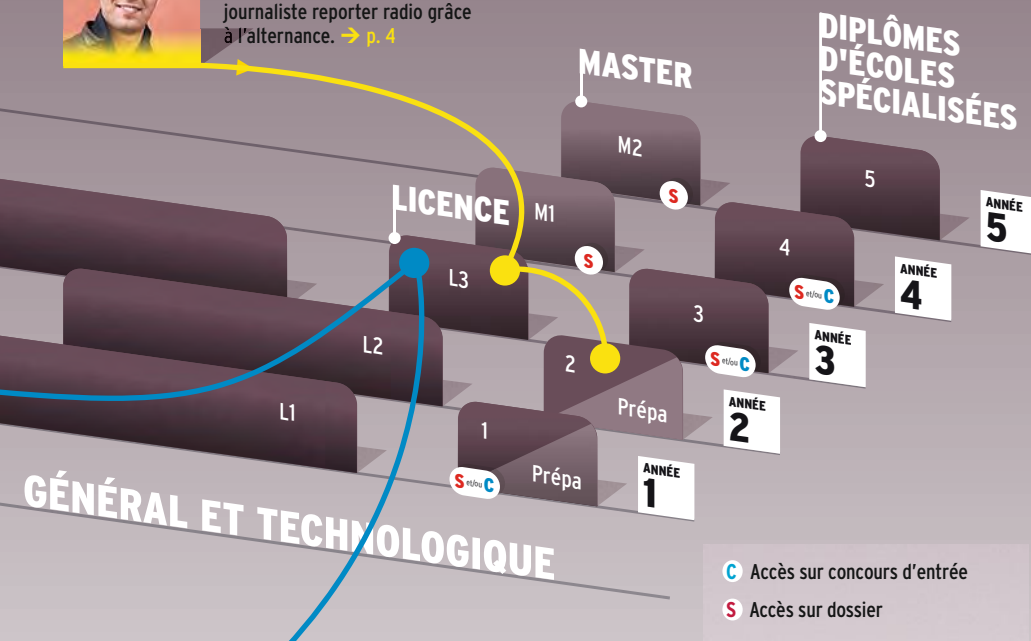 journaliste reporter radio grâce
à l'alternance. → p. 4
MASTER
DIPLÔMES
D'ÉCOLES
SPÉCIALISÉES
M2
S
5
ANNÉE
5
LICENCE
M1
S
4
S et/ou C
ANNÉE
4
L3
3
S et/ou C
ANNÉE
3
L2
2
Prépa
ANNÉE
2
L1
1
Prépa
S et/ou C
ANNÉE
1
GÉNÉRAL ET TECHNOLOGIQUE
C Accès sur concours d'entrée
S Accès sur dossier